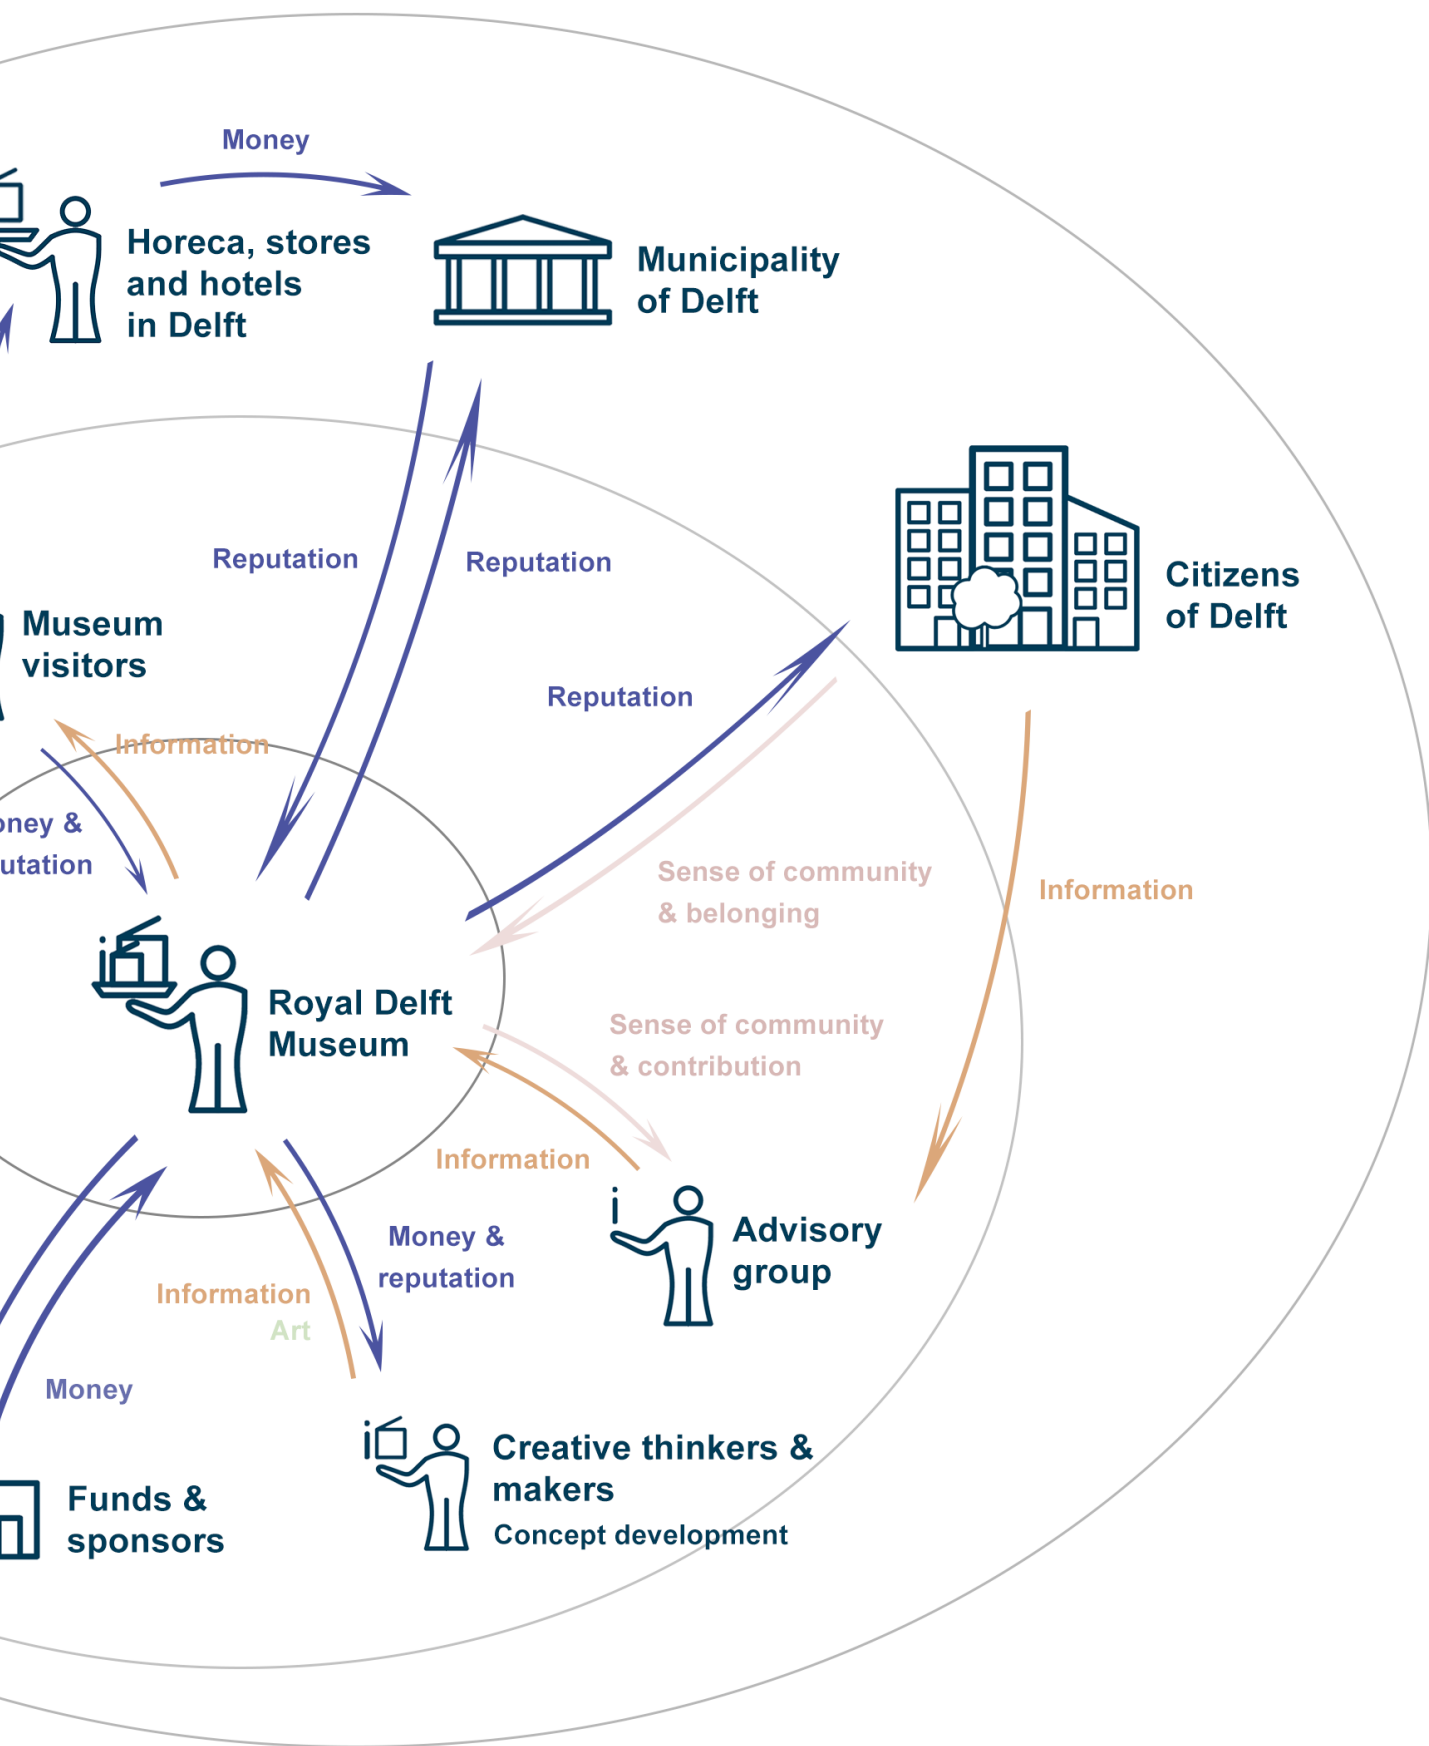 Money
Horeca, stores
and hotels
in Delft
Municipality
of Delft
Reputation
Reputation
Citizens
of Delft
Museum
visitors
Reputation
Information
oney &
utation
Sense of community
& belonging
Information
Royal Delft
Museum
Sense of community
& contribution
Information
Advisory
group
Money &
reputation
Information
Art
Money
Creative thinkers &
makers
Concept development
Funds &
sponsors